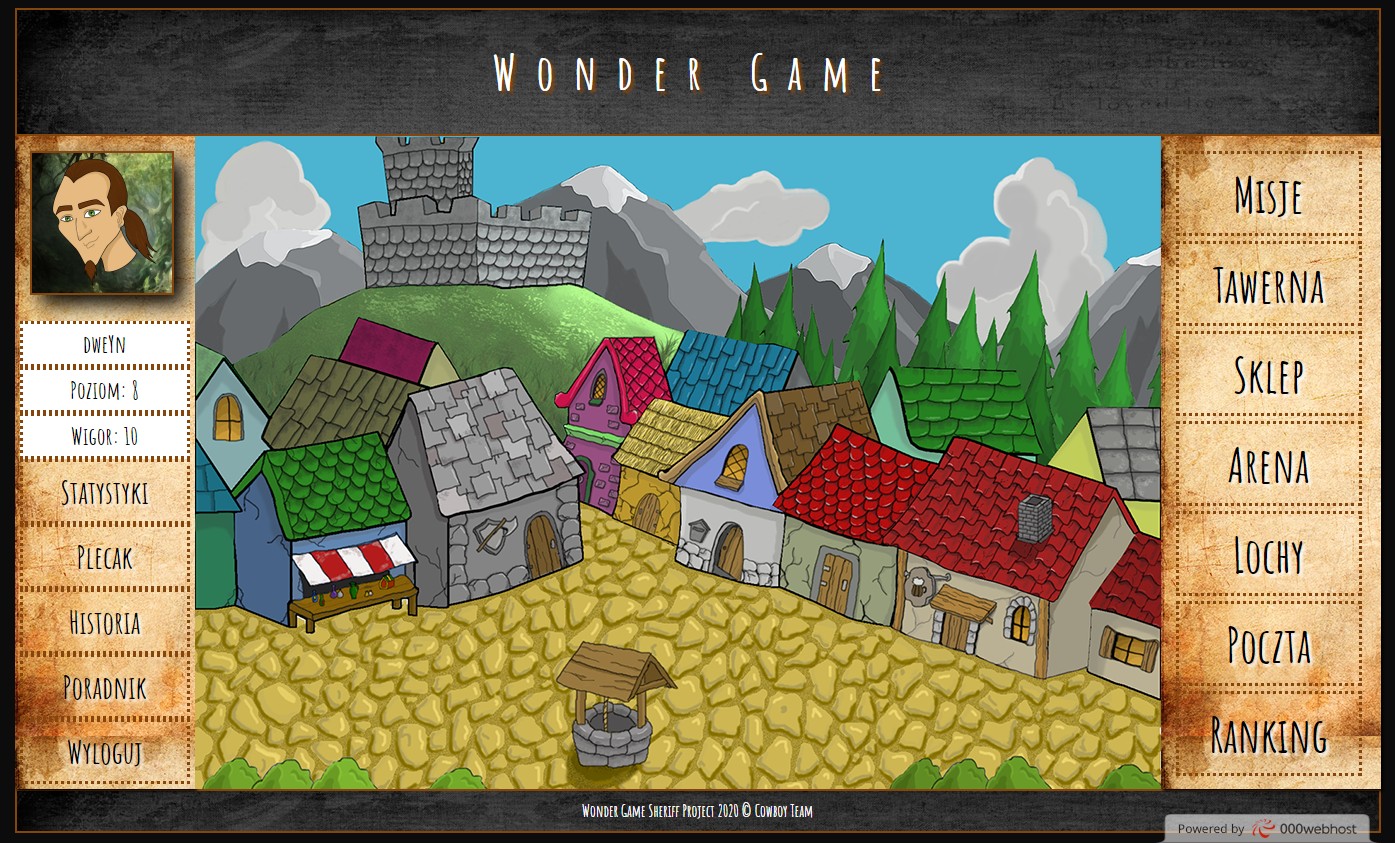 Wonder Game
dweYn
Poziom: 8
Wigor: 10
Statystyki
Plecak
Historia
Poradnik
Wyloguj
Misje
Tawerna
Sklep
Arena
Lochy
Poczta
Ranking
Wonder Game Sheriff Project 2020 © Cowboy Team
Powered by 000webhost